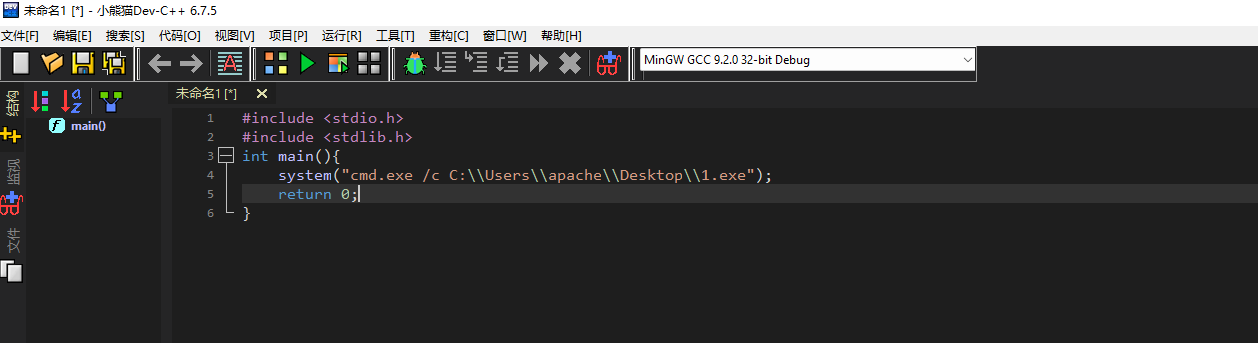 DEV
未命名1 [*] - 小熊猫Dev-C++ 6.7.5
文件[F] 编辑[E] 搜索[S] 代码[O] 视图[V] 项目[P] 运行[R] 工具[T] 重构[C] 窗口[W] 帮助[H]
MinGW GCC 9.2.0 32-bit Debug
结构
监视
文件
a
z
f main()
未命名1 [*] ×
1 #include <stdio.h>
2 #include <stdlib.h>
3 int main(){
4 system("cmd.exe /c C:\\Users\\apache\\Desktop\\1.exe");
5 return 0;
6 }